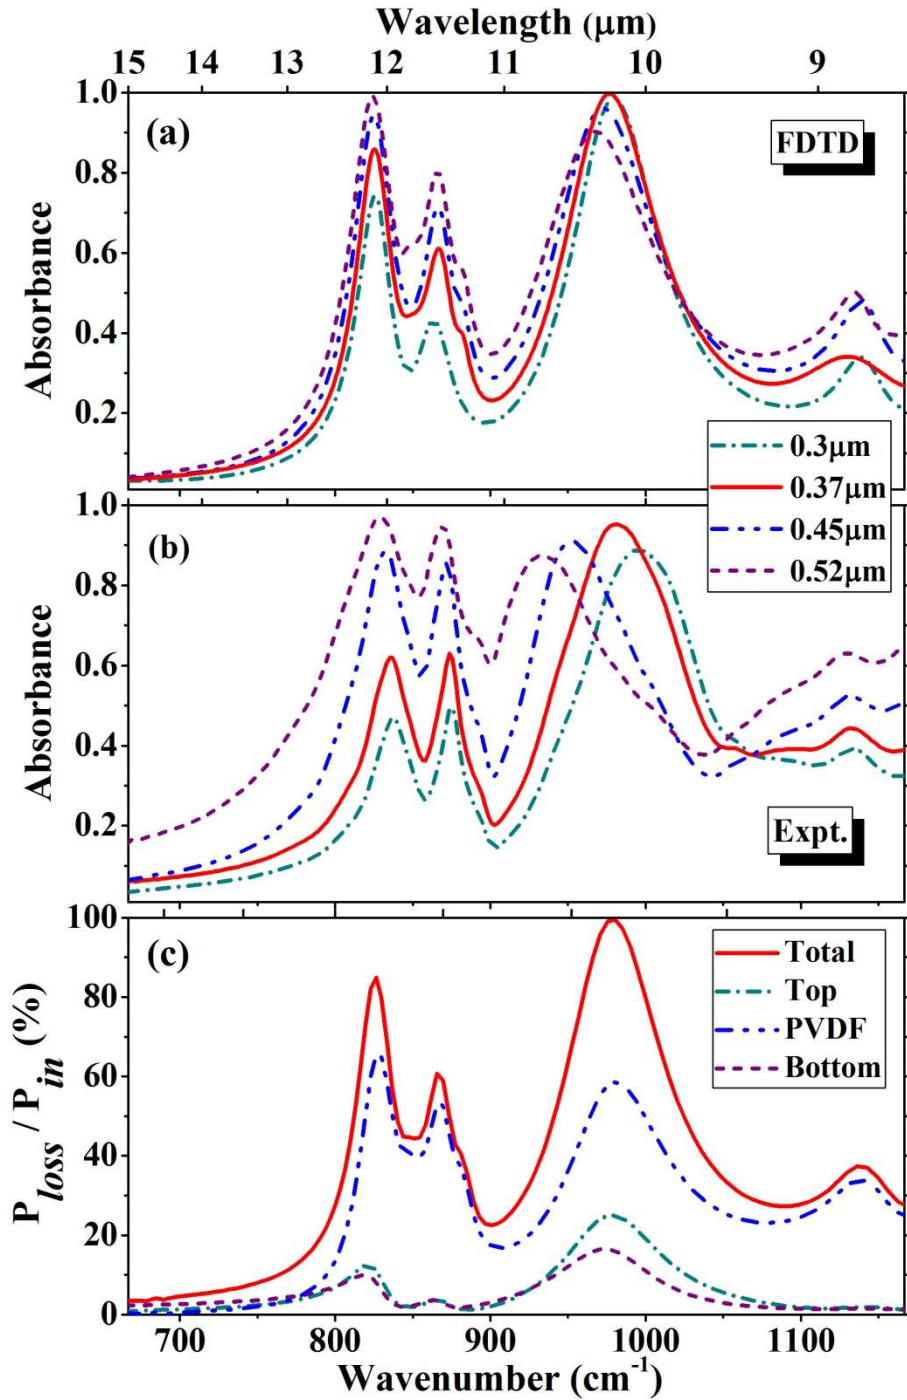 Wavelength (μm)
15 14 13 12 11 10 9
1.0
(a)
FDTD
0.8
0.6
0.4
0.2
Absorbance
0.3μm
0.37μm
0.45μm
0.52μm
1.0
(b)
0.8
0.6
0.4
0.2
Absorbance
Expt.
100
(c)
80
60
40
20
0
P_loss / P_in (%)
Total
Top
PVDF
Bottom
700 800 900 1000 1100
Wavenumber (cm⁻¹)